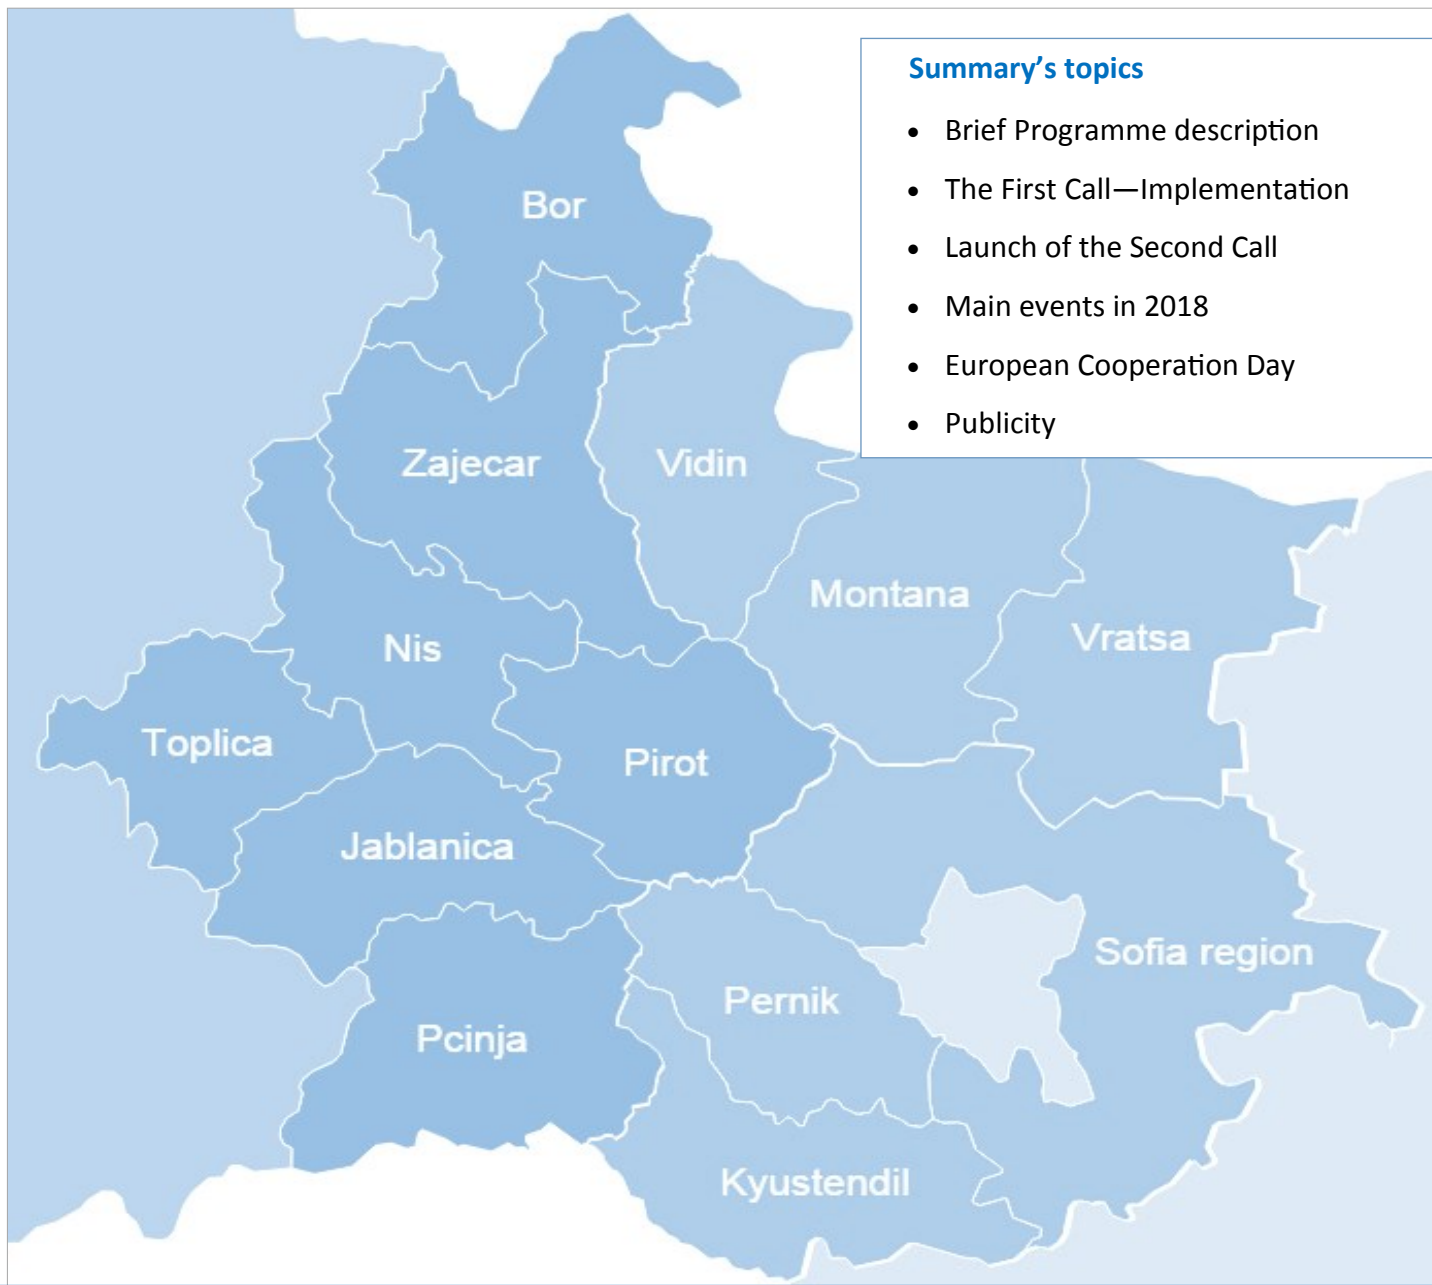 Summary’s topics
• Brief Programme description
• The First Call—Implementation
• Launch of the Second Call
• Main events in 2018
• European Cooperation Day
• Publicity
Bor
Zajecar
Vidin
Montana
Vratsa
Nis
Toplica
Pirot
Jablanica
Sofia region
Pernik
Pcinja
Kyustendil